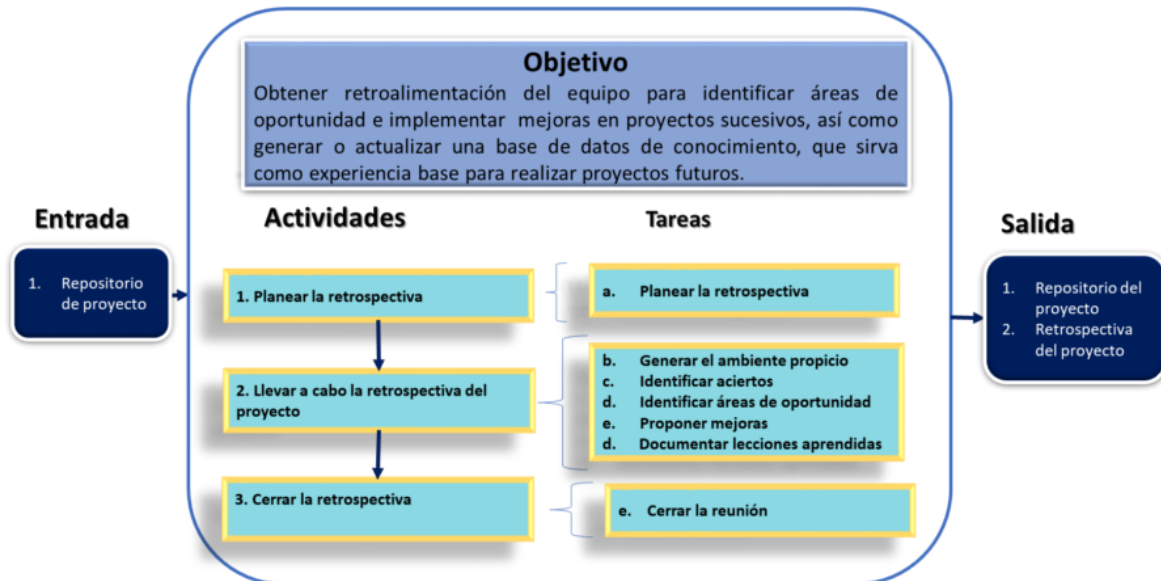 Objetivo
Obtener retroalimentación del equipo para identificar áreas de
oportunidad e implementar mejoras en proyectos sucesivos, así como
generar o actualizar una base de datos de conocimiento, que sirva
como experiencia base para realizar proyectos futuros.
Entrada
1. Repositorio
de proyecto
Actividades
1. Planear la retrospectiva
2. Llevar a cabo la retrospectiva del
proyecto
3. Cerrar la retrospectiva
Tareas
a. Planear la retrospectiva
b. Generar el ambiente propicio
c. Identificar aciertos
d. Identificar áreas de oportunidad
e. Proponer mejoras
d. Documentar lecciones aprendidas
e. Cerrar la reunión
Salida
1. Repositorio del
proyecto
2. Retrospectiva
del proyecto